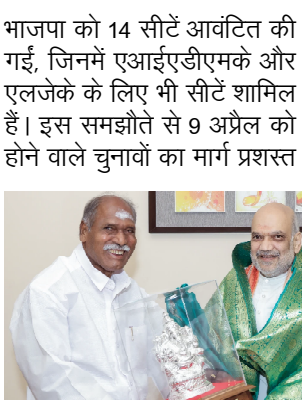 भाजपा को 14 सीटें आवंटित की
गईं, जिनमें एआईएडीएमके और
एलजेके के लिए भी सीटें शामिल
हैं। इस समझौते से 9 अप्रैल को
होने वाले चुनावों का मार्ग प्रशस्त